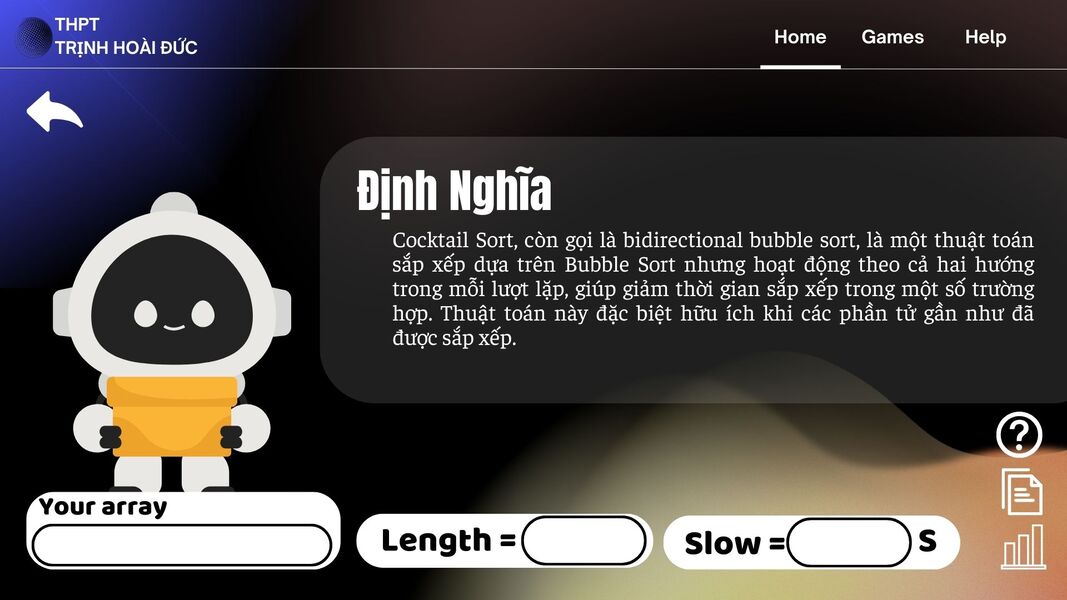 THPT
TRỊNH HOÀI ĐỨC
Home Games Help
Định Nghĩa
Cocktail Sort, còn gọi là bidirectional bubble sort, là một thuật toán
sắp xếp dựa trên Bubble Sort nhưng hoạt động theo cả hai hướng
trong mỗi lượt lặp, giúp giảm thời gian sắp xếp trong một số trường
hợp. Thuật toán này đặc biệt hữu ích khi các phần tử gần như đã
được sắp xếp.
?
Your array
Length =
Slow = S